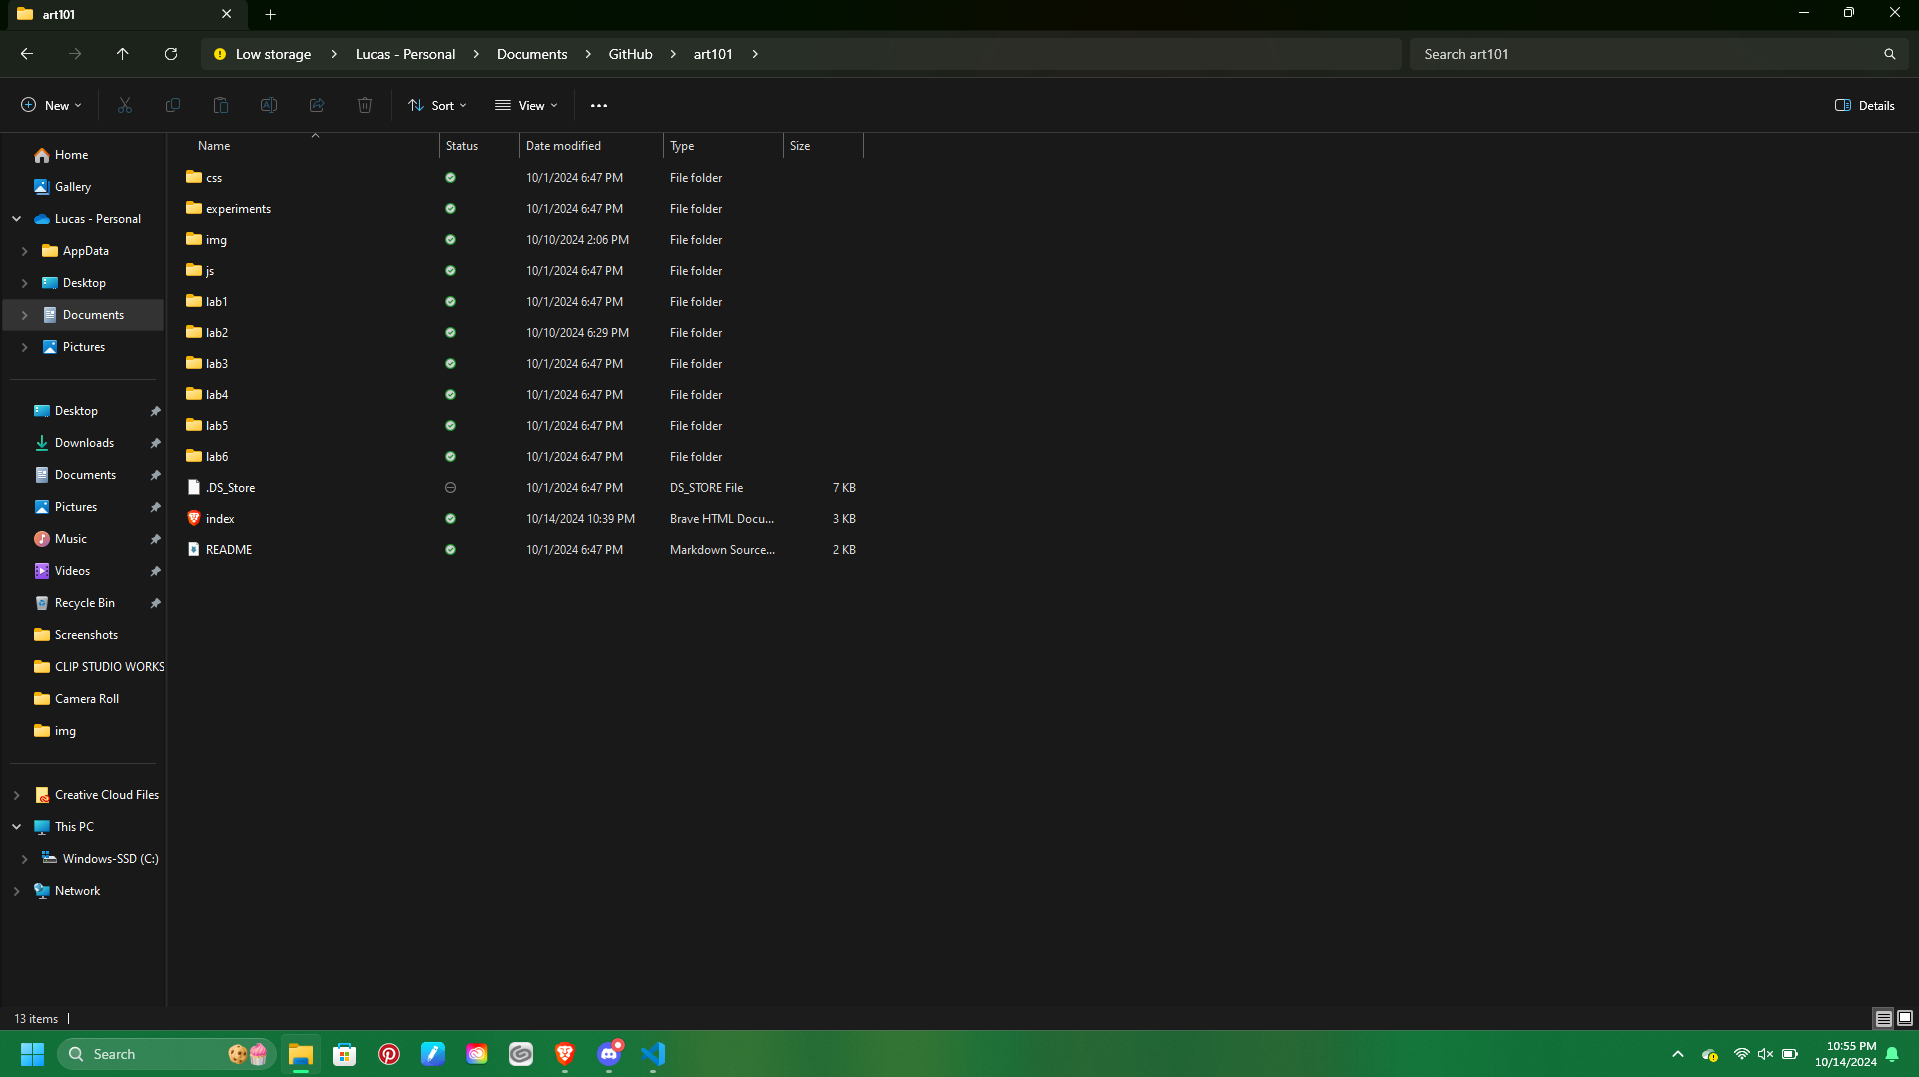 art101
Low storage > Lucas - Personal > Documents > GitHub > art101 >
Search art101
New
Sort
View
Details
Name Status Date modified Type Size
Home
Gallery
Lucas - Personal
AppData
Desktop
Documents
Pictures
Desktop
Downloads
Documents
Pictures
Music
Videos
Recycle Bin
Screenshots
CLIP STUDIO WORKS
Camera Roll
img
Creative Cloud Files
This PC
Windows-SSD (C:)
Network
css 10/1/2024 6:47 PM File folder
experiments 10/1/2024 6:47 PM File folder
img 10/10/2024 2:06 PM File folder
js 10/1/2024 6:47 PM File folder
lab1 10/1/2024 6:47 PM File folder
lab2 10/10/2024 6:29 PM File folder
lab3 10/1/2024 6:47 PM File folder
lab4 10/1/2024 6:47 PM File folder
lab5 10/1/2024 6:47 PM File folder
lab6 10/1/2024 6:47 PM File folder
.DS_Store 10/1/2024 6:47 PM DS_STORE File 7 KB
index 10/14/2024 10:39 PM Brave HTML Docu... 3 KB
README 10/1/2024 6:47 PM Markdown Source... 2 KB
13 items
Search
10:55 PM
10/14/2024